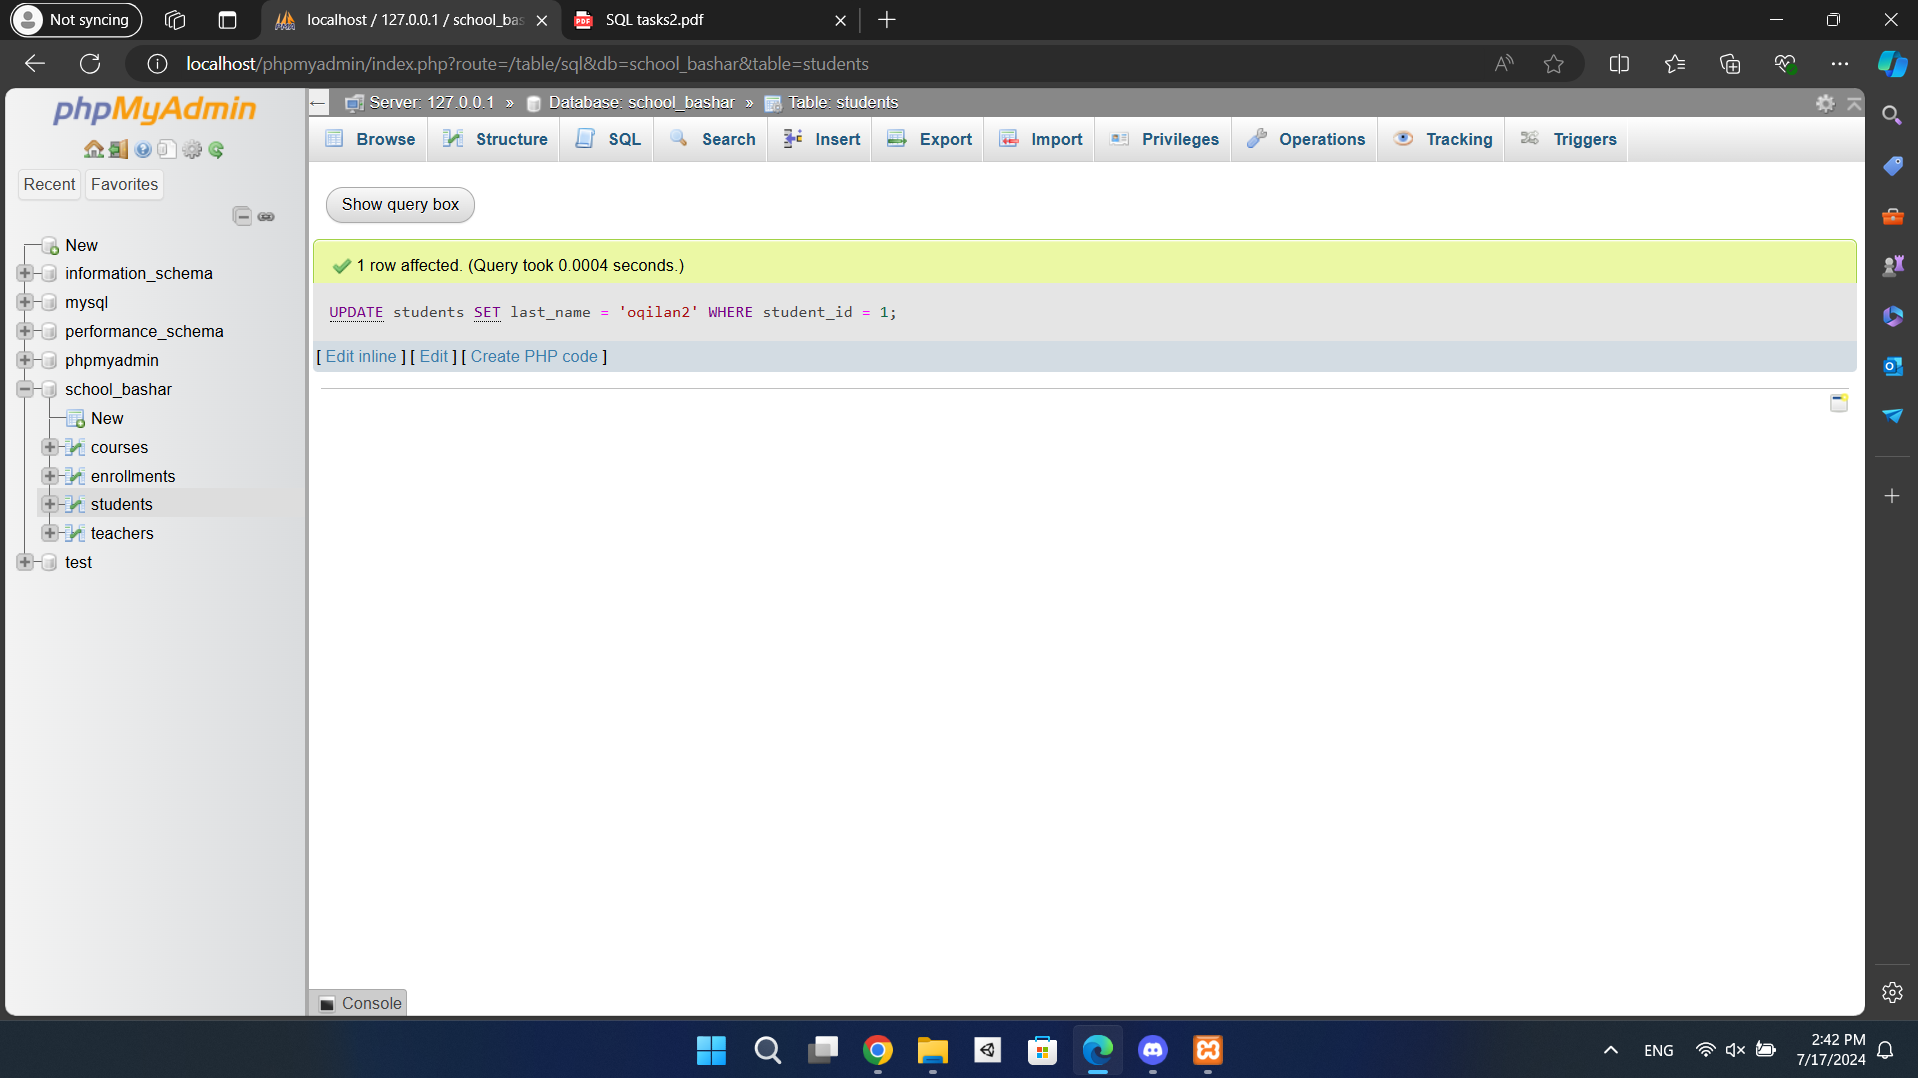 Not syncing
localhost / 127.0.0.1 / school_bas
SQL tasks2.pdf
localhost/phpmyadmin/index.php?route=/table/sql&db=school_bashar&table=students
phpMyAdmin
Recent
Favorites
New
information_schema
mysql
performance_schema
phpmyadmin
school_bashar
New
courses
enrollments
students
teachers
test
Server: 127.0.0.1 » Database: school_bashar » Table: students
Browse
Structure
SQL
Search
Insert
Export
Import
Privileges
Operations
Tracking
Triggers
Show query box
1 row affected. (Query took 0.0004 seconds.)
UPDATE students SET last_name = 'oqilan2' WHERE student_id = 1;
[ Edit inline ] [ Edit ] [ Create PHP code ]
Console
ENG
2:42 PM
7/17/2024